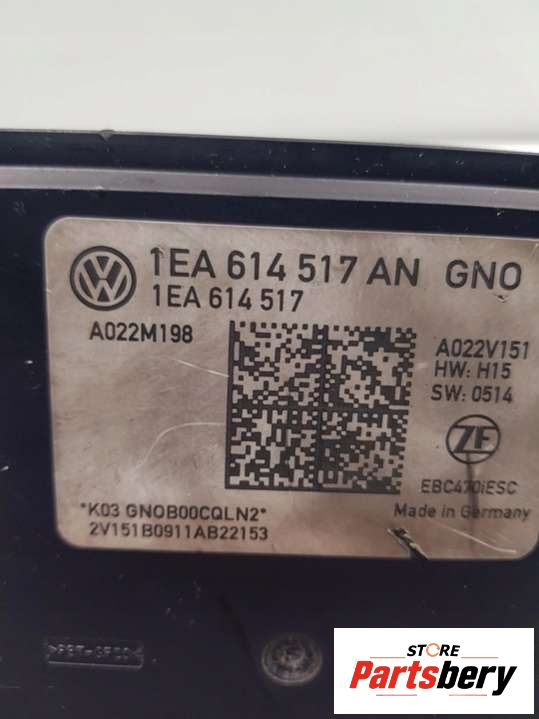 1EA 614 517 AN GNO
1EA 614 517
A022M198
A022V151
HW: H15
SW: 0514
ZF
EBC470iESC
*K03 GNOB00CQLN2*
Made in Germany
2V151B0911AB22153
STORE
Partsbery